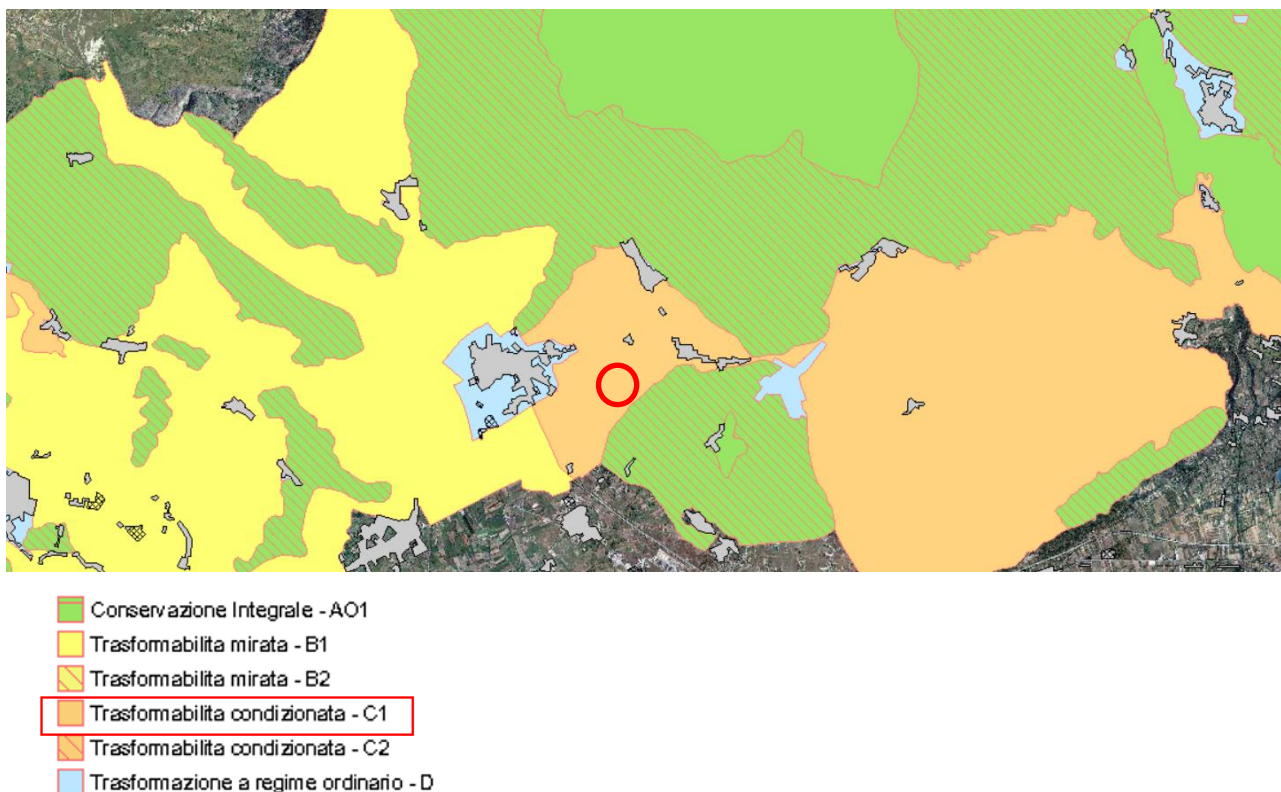 Conservazione Integrale - AO1
Trasformabilita mirata - B1
Trasformabilita mirata - B2
Trasformabilita condizionata - C1
Trasformabilita condizionata - C2
Trasformazione a regime ordinario - D